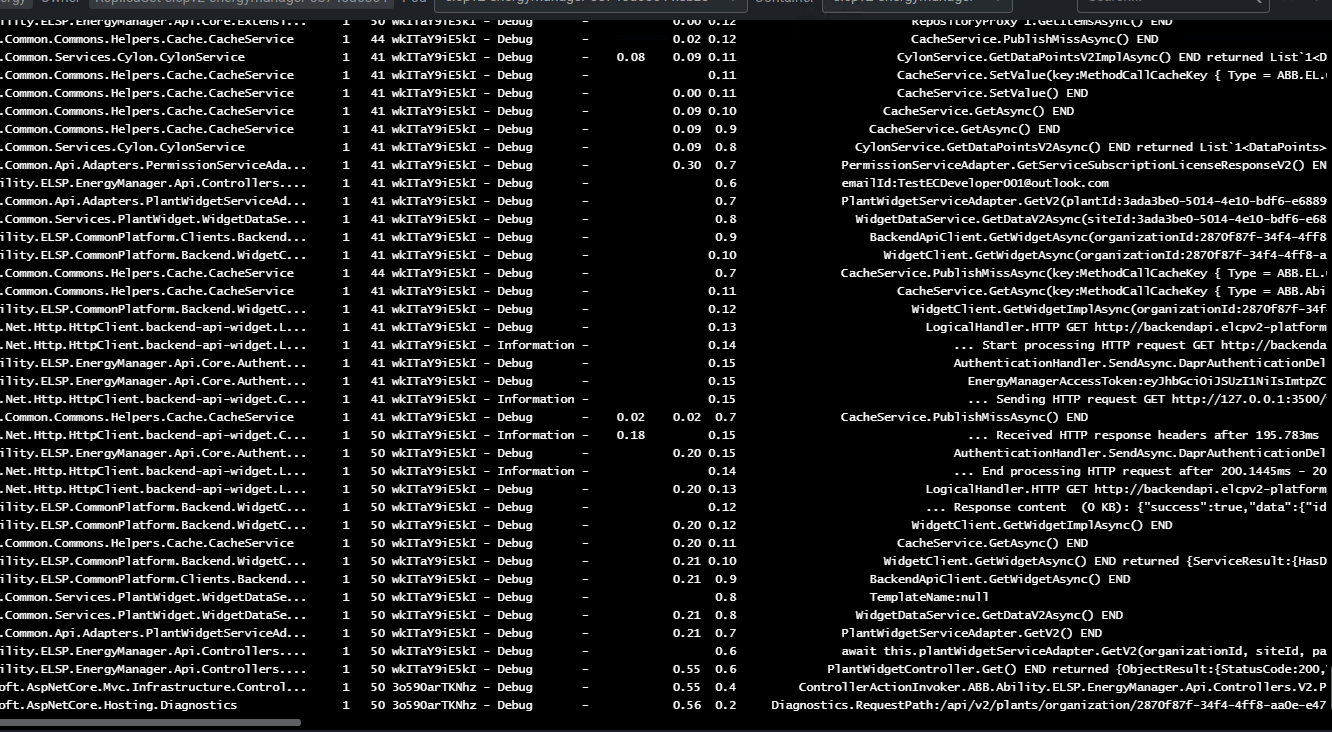 .Common.Commons.Helpers.Cache.CacheService 1 44 wkITaY9iE5kI - Debug - 0.02 0.12 CacheService.PublishMissAsync() END
.Common.Services.Cylon.CylonService 1 41 wkITaY9iE5kI - Debug - 0.08 0.09 0.11 CylonService.GetDataPointsV2ImplAsync() END returned List`1<D
.Common.Commons.Helpers.Cache.CacheService 1 41 wkITaY9iE5kI - Debug - 0.11 CacheService.SetValue(key:MethodCallCacheKey { Type = ABB.EL.
.Common.Commons.Helpers.Cache.CacheService 1 41 wkITaY9iE5kI - Debug - 0.00 0.11 CacheService.SetValue() END
.Common.Commons.Helpers.Cache.CacheService 1 41 wkITaY9iE5kI - Debug - 0.09 0.10 CacheService.GetAsync() END
.Common.Commons.Helpers.Cache.CacheService 1 41 wkITaY9iE5kI - Debug - 0.09 0.9 CacheService.GetAsync() END
.Common.Services.Cylon.CylonService 1 41 wkITaY9iE5kI - Debug - 0.09 0.8 CylonService.GetDataPointsV2Async() END returned List`1<DataPoints>
.Common.Api.Adapters.PermissionServiceAda... 1 41 wkITaY9iE5kI - Debug - 0.30 0.7 PermissionServiceAdapter.GetServiceSubscriptionLicenseResponseV2() EN
ility.ELSP.EnergyManager.Api.Controllers.... 1 41 wkITaY9iE5kI - Debug - 0.6 emailId:TestECDeveloper001@outlook.com
.Common.Api.Adapters.PlantWidgetServiceAd... 1 41 wkITaY9iE5kI - Debug - 0.7 PlantWidgetServiceAdapter.GetV2(plantId:3ada3be0-5014-4e10-bdf6-e6889
.Common.Services.PlantWidget.WidgetDataSe... 1 41 wkITaY9iE5kI - Debug - 0.8 WidgetDataService.GetDataV2Async(siteId:3ada3be0-5014-4e10-bdf6-e68
ility.ELSP.CommonPlatform.Clients.Backend... 1 41 wkITaY9iE5kI - Debug - 0.9 BackendApiClient.GetWidgetAsync(organizationId:2870f87f-34f4-4ff8
ility.ELSP.CommonPlatform.Backend.WidgetC... 1 41 wkITaY9iE5kI - Debug - 0.10 WidgetClient.GetWidgetAsync(organizationId:2870f87f-34f4-4ff8-a
.Common.Commons.Helpers.Cache.CacheService 1 44 wkITaY9iE5kI - Debug - 0.7 CacheService.PublishMissAsync(key:MethodCallCacheKey { Type = ABB.EL.
.Common.Commons.Helpers.Cache.CacheService 1 41 wkITaY9iE5kI - Debug - 0.11 CacheService.GetAsync(key:MethodCallCacheKey { Type = ABB.Abi
ility.ELSP.CommonPlatform.Backend.WidgetC... 1 41 wkITaY9iE5kI - Debug - 0.12 WidgetClient.GetWidgetImplAsync(organizationId:2870f87f-34f
.Net.Http.HttpClient.backend-api-widget.L... 1 41 wkITaY9iE5kI - Debug - 0.13 LogicalHandler.HTTP GET http://backendapi.elcpv2-platform
.Net.Http.HttpClient.backend-api-widget.L... 1 41 wkITaY9iE5kI - Information - 0.14 ... Start processing HTTP request GET http://backenda
ility.ELSP.EnergyManager.Api.Core.Authent... 1 41 wkITaY9iE5kI - Debug - 0.15 AuthenticationHandler.SendAsync.DaprAuthenticationDel
ility.ELSP.EnergyManager.Api.Core.Authent... 1 41 wkITaY9iE5kI - Debug - 0.15 EnergyManagerAccessToken:eyJhbGciOiJSUzI1NiIsImtpZC
.Net.Http.HttpClient.backend-api-widget.C... 1 41 wkITaY9iE5kI - Information - 0.15 ... Sending HTTP request GET http://127.0.0.1:3500/
.Common.Commons.Helpers.Cache.CacheService 1 44 wkITaY9iE5kI - Debug - 0.02 0.02 0.7 CacheService.PublishMissAsync() END
.Net.Http.HttpClient.backend-api-widget.C... 1 50 wkITaY9iE5kI - Information - 0.18 0.15 ... Received HTTP response headers after 195.783ms
ility.ELSP.EnergyManager.Api.Core.Authent... 1 50 wkITaY9iE5kI - Debug - 0.20 0.15 AuthenticationHandler.SendAsync.DaprAuthenticationDel
.Net.Http.HttpClient.backend-api-widget.L... 1 50 wkITaY9iE5kI - Information - 0.14 ... End processing HTTP request after 200.1445ms - 20
.Net.Http.HttpClient.backend-api-widget.L... 1 50 wkITaY9iE5kI - Debug - 0.20 0.13 LogicalHandler.HTTP GET http://backendapi.elcpv2-platform
ility.ELSP.CommonPlatform.Backend.WidgetC... 1 50 wkITaY9iE5kI - Debug - 0.12 ... Response content (0 KB): {"success":true,"data":{"id
ility.ELSP.CommonPlatform.Backend.WidgetC... 1 50 wkITaY9iE5kI - Debug - 0.20 0.12 WidgetClient.GetWidgetImplAsync() END
.Common.Commons.Helpers.Cache.CacheService 1 50 wkITaY9iE5kI - Debug - 0.20 0.11 CacheService.GetAsync() END
ility.ELSP.CommonPlatform.Backend.WidgetC... 1 50 wkITaY9iE5kI - Debug - 0.21 0.10 WidgetClient.GetWidgetAsync() END returned {ServiceResult:{HasD
ility.ELSP.CommonPlatform.Clients.Backend... 1 50 wkITaY9iE5kI - Debug - 0.21 0.9 BackendApiClient.GetWidgetAsync() END
.Common.Services.PlantWidget.WidgetDataSe... 1 50 wkITaY9iE5kI - Debug - 0.8 TemplateName:null
.Common.Services.PlantWidget.WidgetDataSe... 1 50 wkITaY9iE5kI - Debug - 0.21 0.8 WidgetDataService.GetDataV2Async() END
.Common.Api.Adapters.PlantWidgetServiceAd... 1 50 wkITaY9iE5kI - Debug - 0.21 0.7 PlantWidgetServiceAdapter.GetV2() END
ility.ELSP.EnergyManager.Api.Controllers.... 1 50 wkITaY9iE5kI - Debug - 0.6 await this.plantWidgetServiceAdapter.GetV2(organizationId, siteId, pa
ility.ELSP.EnergyManager.Api.Controllers.... 1 50 wkITaY9iE5kI - Debug - 0.55 0.6 PlantWidgetController.Get() END returned {ObjectResult:{StatusCode:200,
oft.AspNetCore.Mvc.Infrastructure.Control... 1 50 3o590arTKNhz - Debug - 0.55 0.4 ControllerActionInvoker.ABB.Ability.ELSP.EnergyManager.Api.Controllers.V2.P
oft.AspNetCore.Hosting.Diagnostics 1 50 3o590arTKNhz - Debug - 0.56 0.2 Diagnostics.RequestPath:/api/v2/plants/organization/2870f87f-34f4-4ff8-aa0e-e47